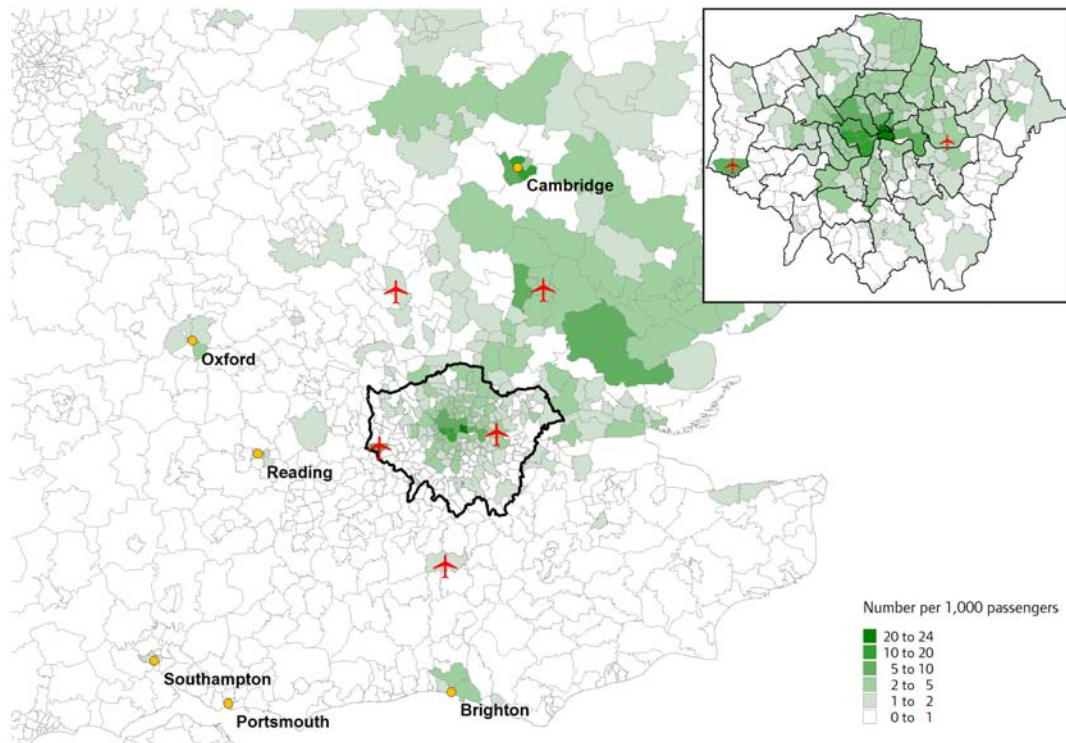 Cambridge
Oxford
Reading
Southampton
Portsmouth
Brighton
Number per 1,000 passengers
20 to 24
10 to 20
5 to 10
2 to 5
1 to 2
0 to 1